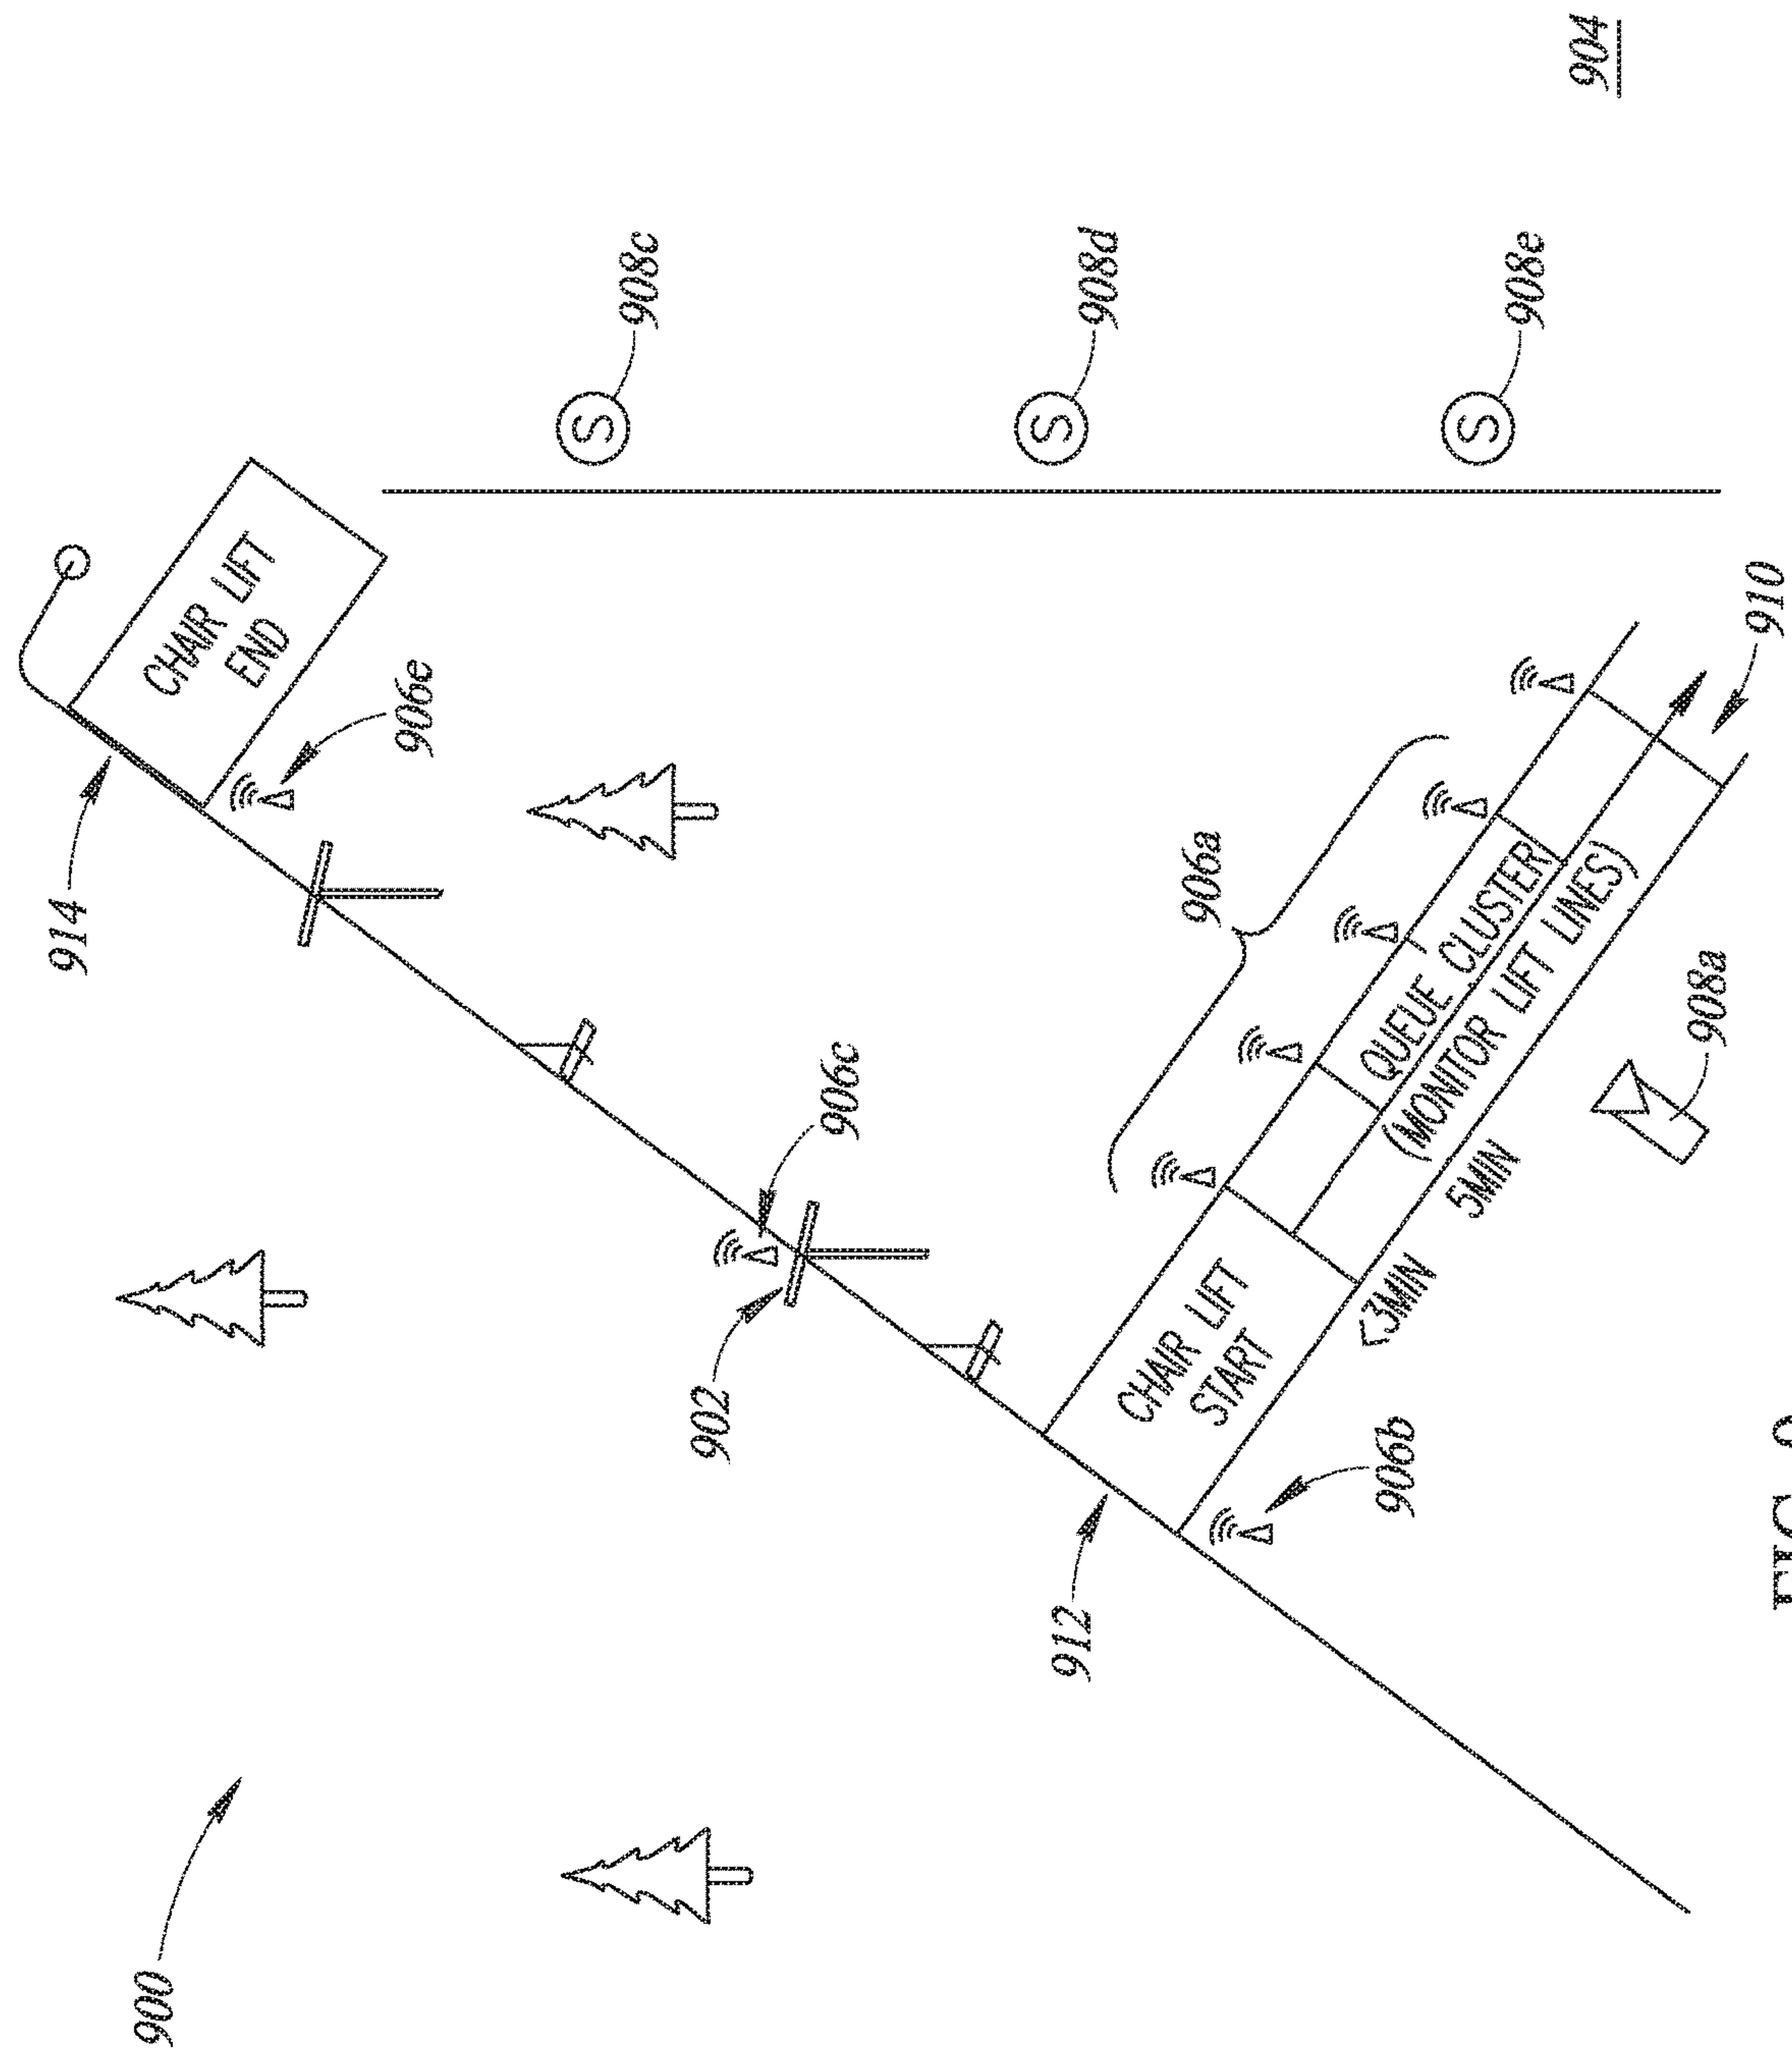 900
914
CHAIR LIFT
END
906e
908c
904
902
906c
908d
912
CHAIR LIFT
START
906a
QUEUE CLUSTER
(MONITOR LIFT LINES)
906b
<3MIN
5MIN
908a
910
908e
S
S
S